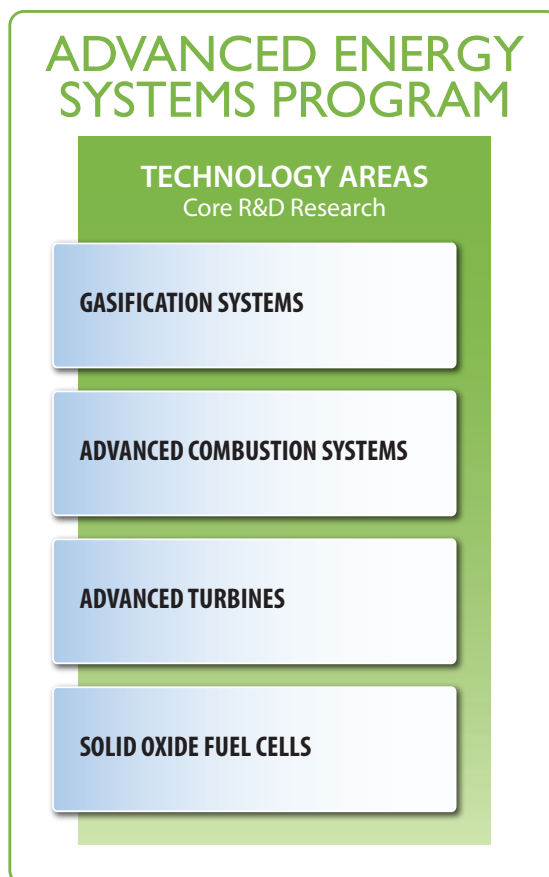 ADVANCED ENERGY
SYSTEMS PROGRAM
TECHNOLOGY AREAS
Core R&D Research
GASIFICATION SYSTEMS
ADVANCED COMBUSTION SYSTEMS
ADVANCED TURBINES
SOLID OXIDE FUEL CELLS